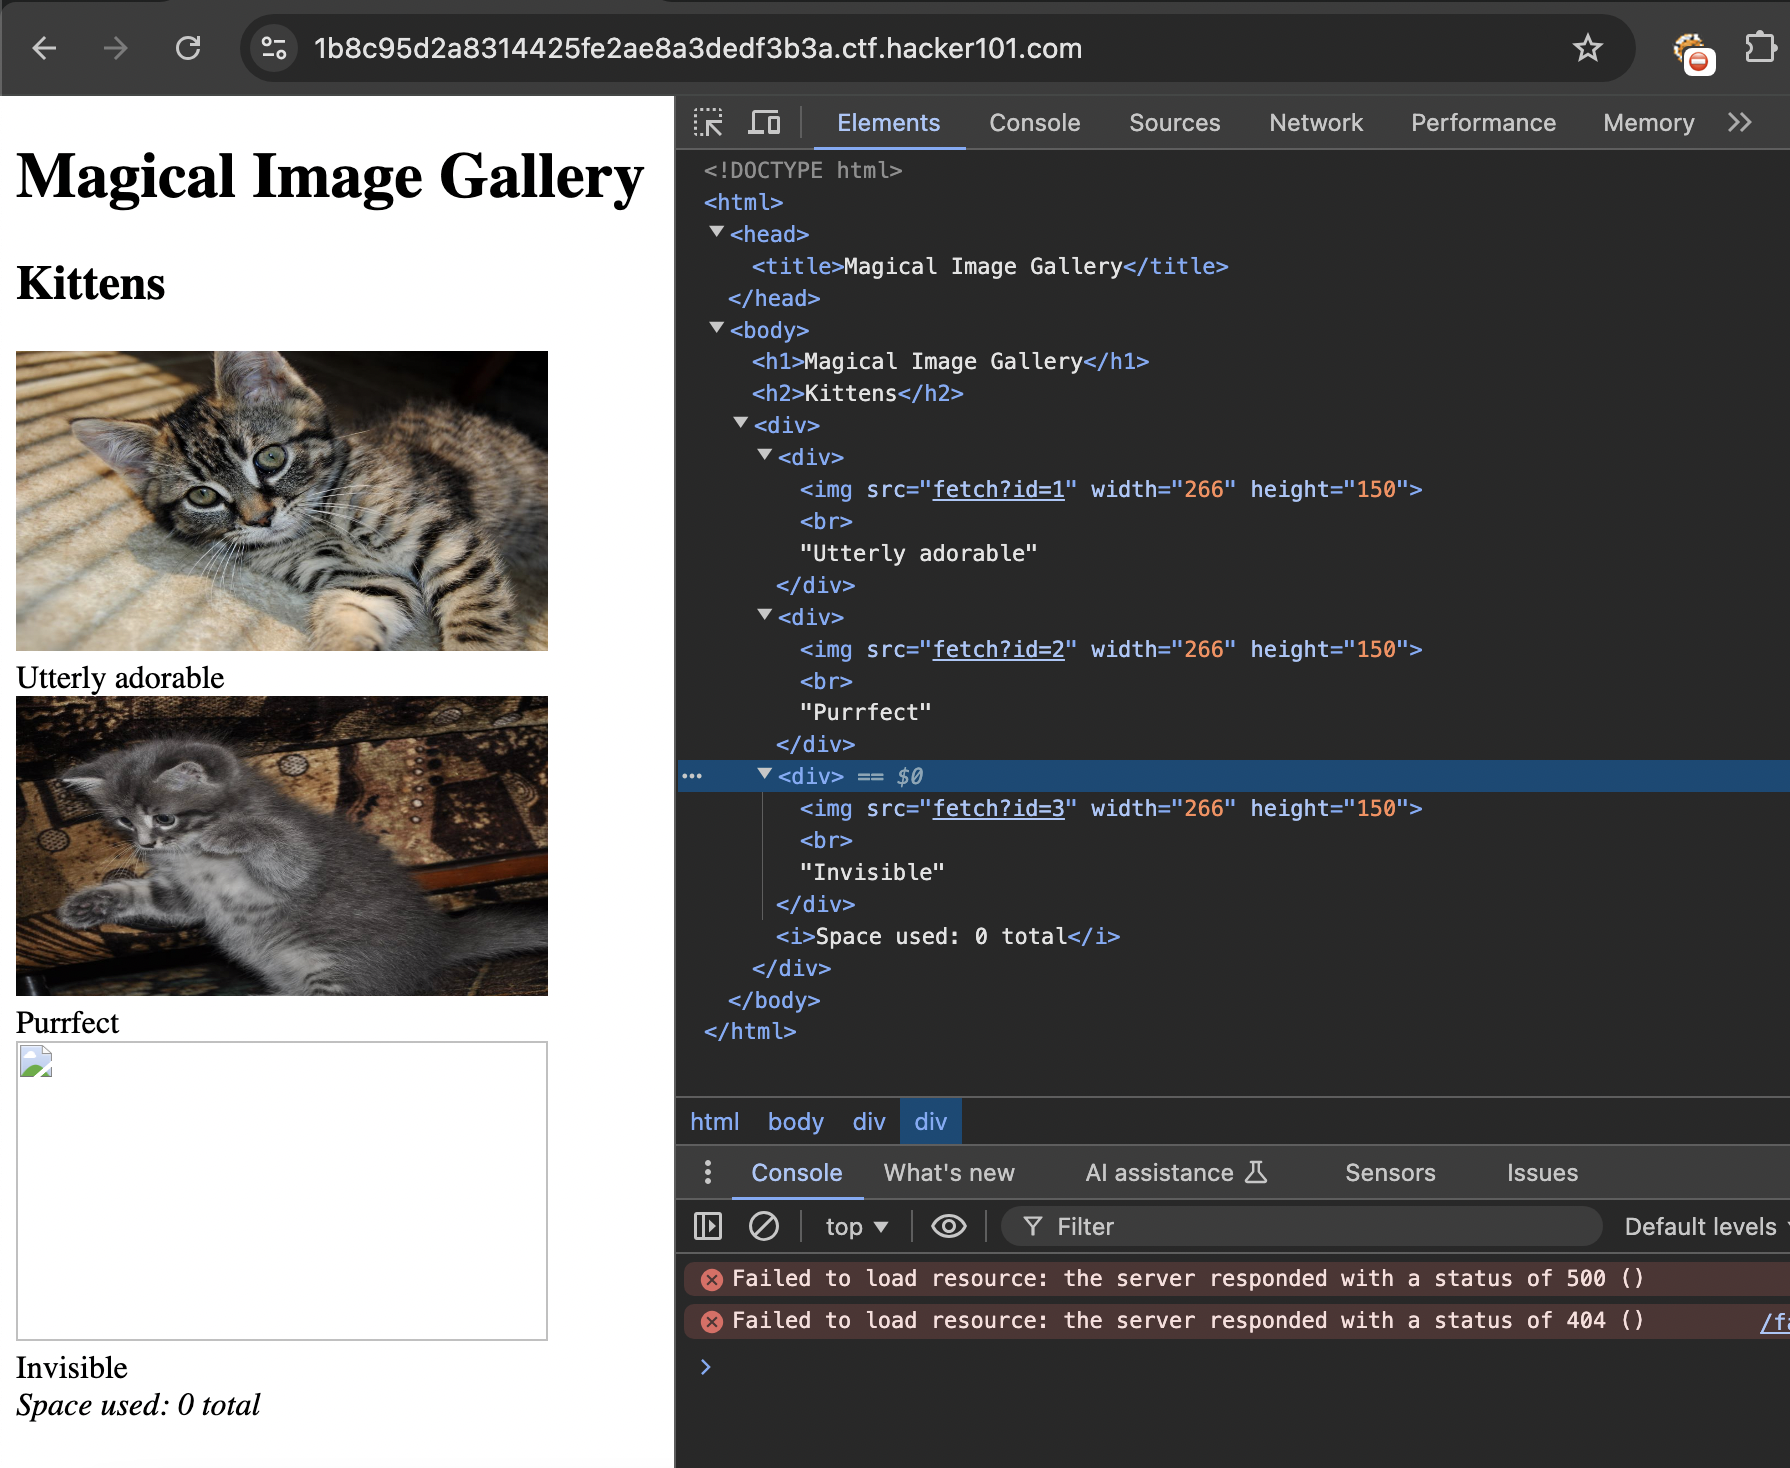 1b8c95d2a8314425fe2ae8a3dedf3b3a.ctf.hacker101.com
Magical Image Gallery
Kittens
Utterly adorable
Purrfect
Invisible
Space used: 0 total
Elements Console Sources Network Performance Memory
<!DOCTYPE html>
<html>
<head>
<title>Magical Image Gallery</title>
</head>
<body>
<h1>Magical Image Gallery</h1>
<h2>Kittens</h2>
<div>
<div>
<img src="fetch?id=1" width="266" height="150">
<br>
"Utterly adorable"
</div>
<div>
<img src="fetch?id=2" width="266" height="150">
<br>
"Purrfect"
</div>
<div> == $0
<img src="fetch?id=3" width="266" height="150">
<br>
"Invisible"
</div>
<i>Space used: 0 total</i>
</div>
</body>
</html>
html body div div
Console What's new AI assistance Sensors Issues
top Filter Default levels
Failed to load resource: the server responded with a status of 500 ()
Failed to load resource: the server responded with a status of 404 ()